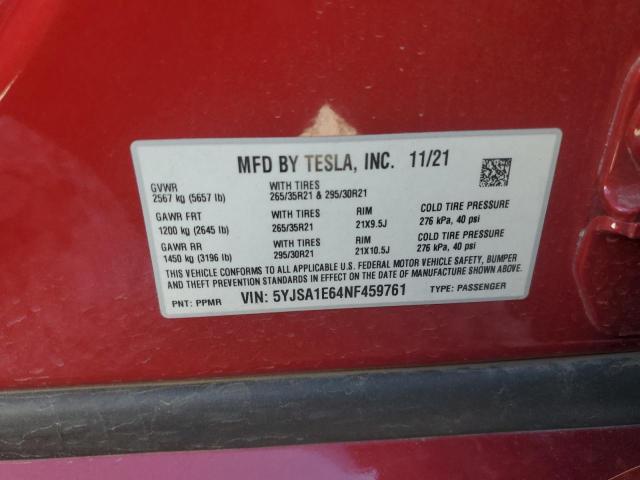 MFD BY TESLA, INC. 11/21
GVWR
2567 kg (5657 lb)
WITH TIRES
265/35R21 & 295/30R21
GAWR FRT
1200 kg (2645 lb)
WITH TIRES
265/35R21
RIM
21X9.5J
COLD TIRE PRESSURE
276 kPa, 40 psi
GAWR RR
1450 kg (3196 lb)
WITH TIRES
295/30R21
RIM
21X10.5J
COLD TIRE PRESSURE
276 kPa, 40 psi
THIS VEHICLE CONFORMS TO ALL APPLICABLE U.S. FEDERAL MOTOR VEHICLE SAFETY, BUMPER
AND THEFT PREVENTION STANDARDS IN EFFECT ON THE DATE OF MANUFACTURE SHOWN ABOVE.
PNT: PPMR VIN: 5YJSA1E64NF459761 TYPE: PASSENGER